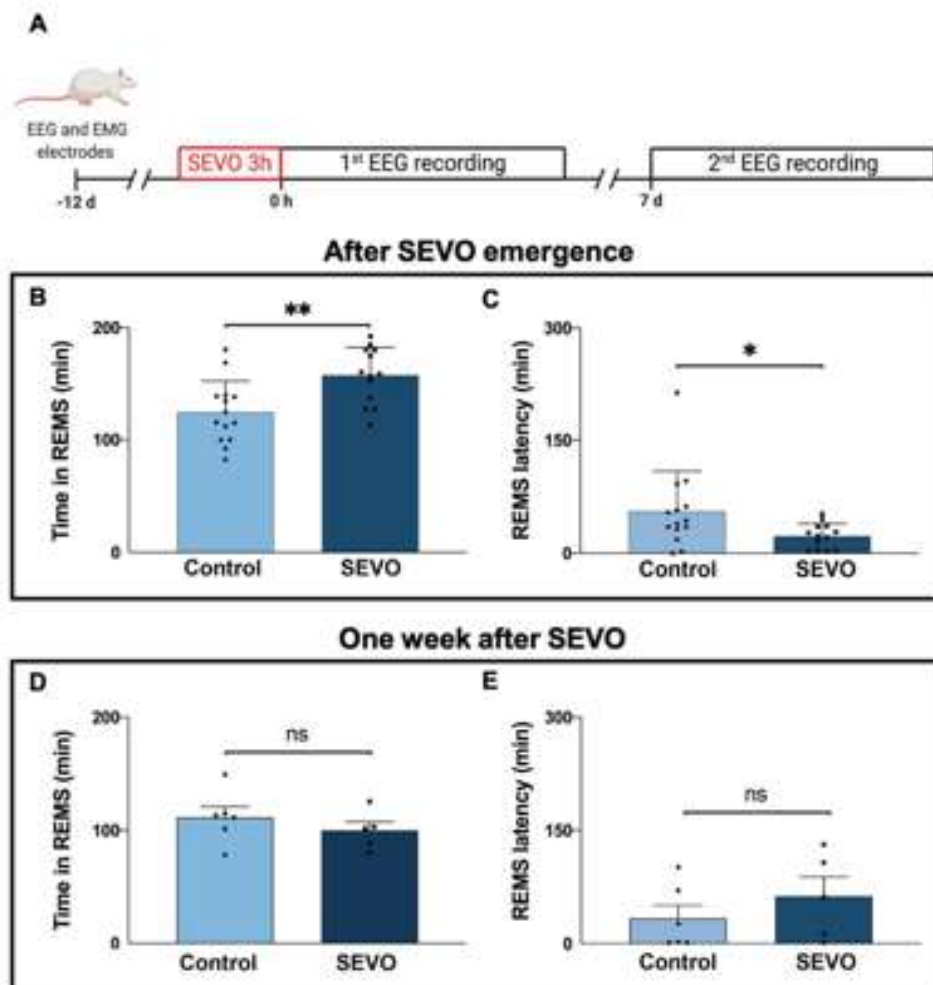 A
EEG and EMG
electrodes
SEVO 3h
1st EEG recording
2nd EEG recording
-12 d
0 h
7 d
After SEVO emergence
B
**
200
100
0
Time in REMS (min)
Control
SEVO
C
*
300
150
0
REMS latency (min)
Control
SEVO
One week after SEVO
D
ns
200
100
0
Time in REMS (min)
Control
SEVO
E
ns
300
150
0
REMS latency (min)
Control
SEVO